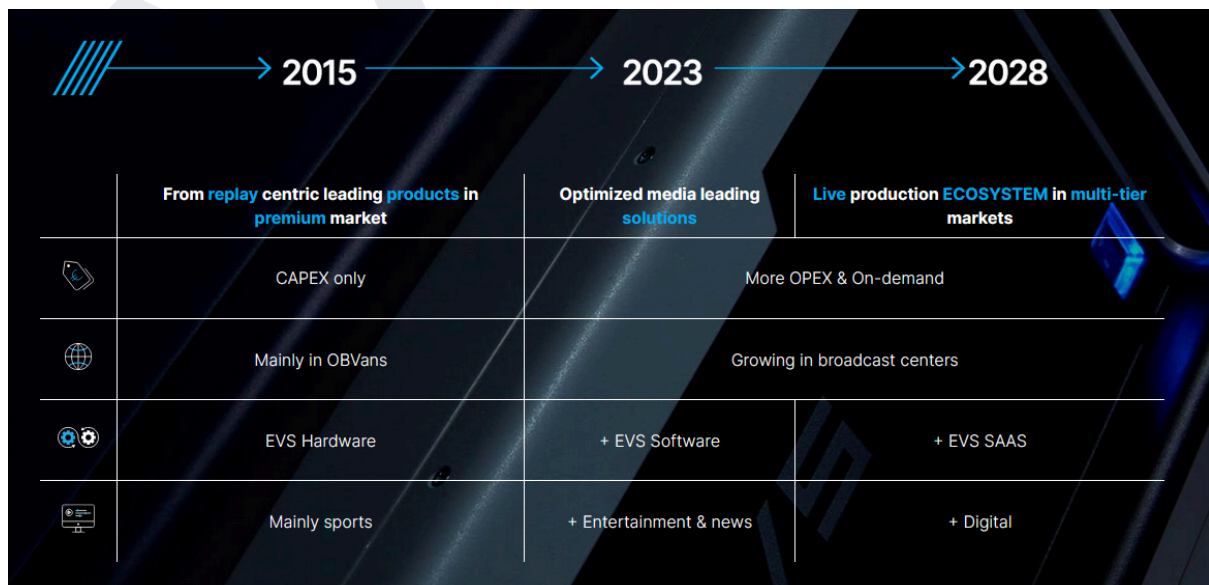 2015
2023
2028
From replay centric leading products in
premium market
Optimized media leading
solutions
Live production ECOSYSTEM in multi-tier
markets
CAPEX only
More OPEX & On-demand
Mainly in OBVans
Growing in broadcast centers
EVS Hardware
+ EVS Software
+ EVS SAAS
Mainly sports
+ Entertainment & news
+ Digital